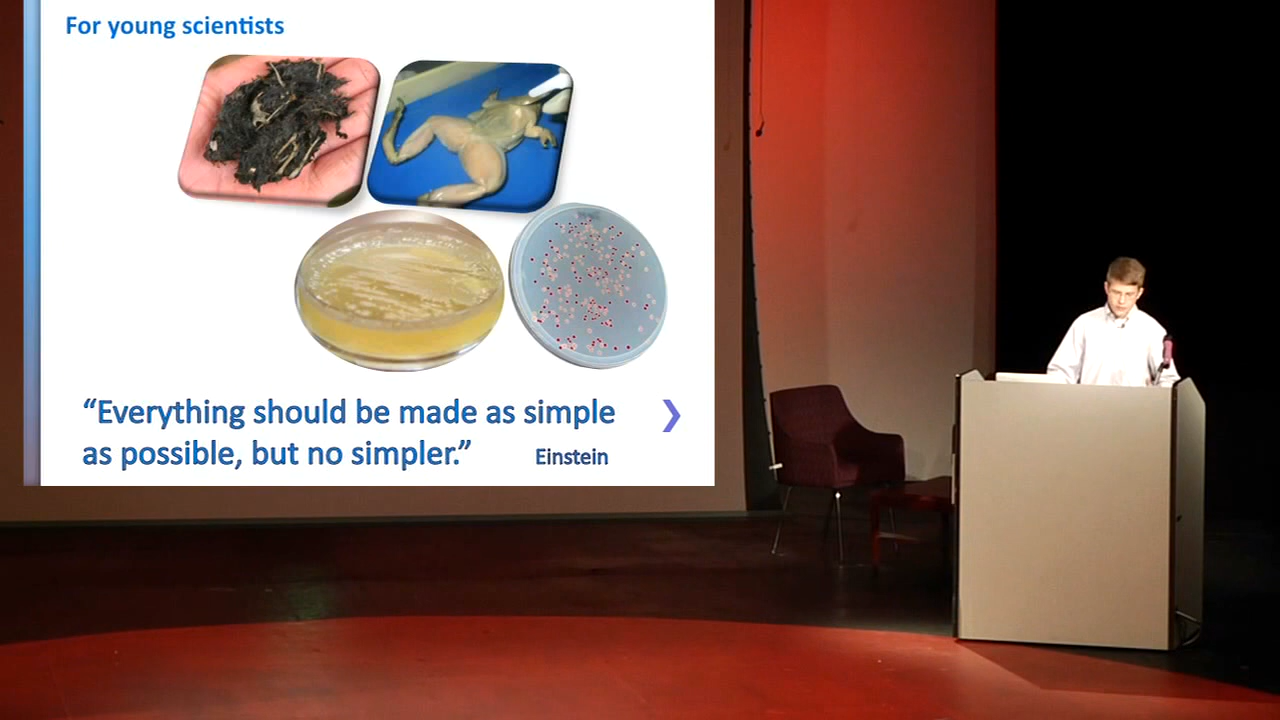 For young scientists
“Everything should be made as simple
as possible, but no simpler.”
Einstein